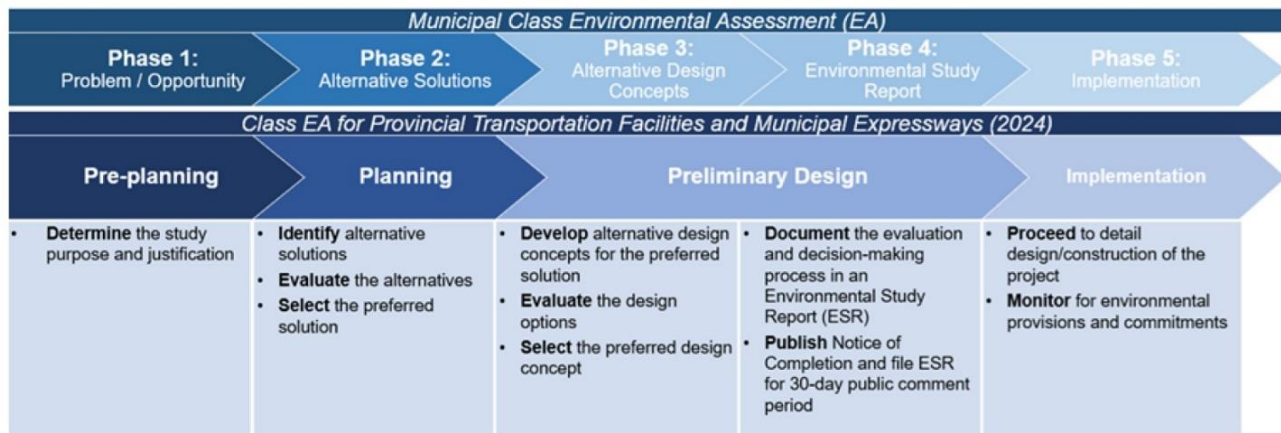 Municipal Class Environmental Assessment (EA)
Phase 1:
Problem / Opportunity
Phase 2:
Alternative Solutions
Phase 3:
Alternative Design
Concepts
Phase 4:
Environmental Study
Report
Phase 5:
Implementation
Class EA for Provincial Transportation Facilities and Municipal Expressways (2024)
Pre-planning
Planning
Preliminary Design
Implementation
• Determine the study
purpose and justification
• Identify alternative
solutions
• Evaluate the alternatives
• Select the preferred
solution
• Develop alternative design
concepts for the preferred
solution
• Evaluate the design
options
• Select the preferred design
concept
• Document the evaluation
and decision-making
process in an
Environmental Study
Report (ESR)
• Publish Notice of
Completion and file ESR
for 30-day public comment
period
• Proceed to detail
design/construction of the
project
• Monitor for environmental
provisions and commitments